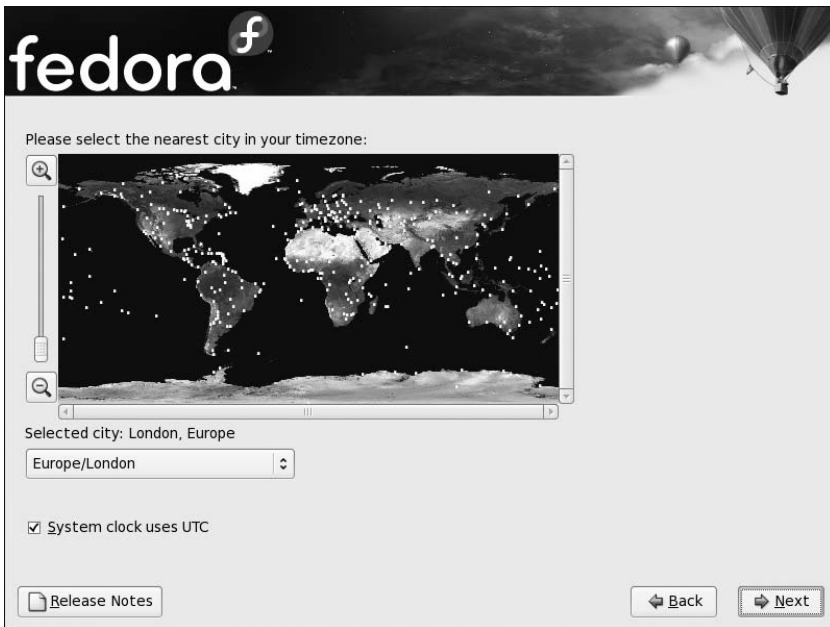 fedora
Please select the nearest city in your timezone:
Selected city: London, Europe
Europe/London
System clock uses UTC
Release Notes
Back
Next